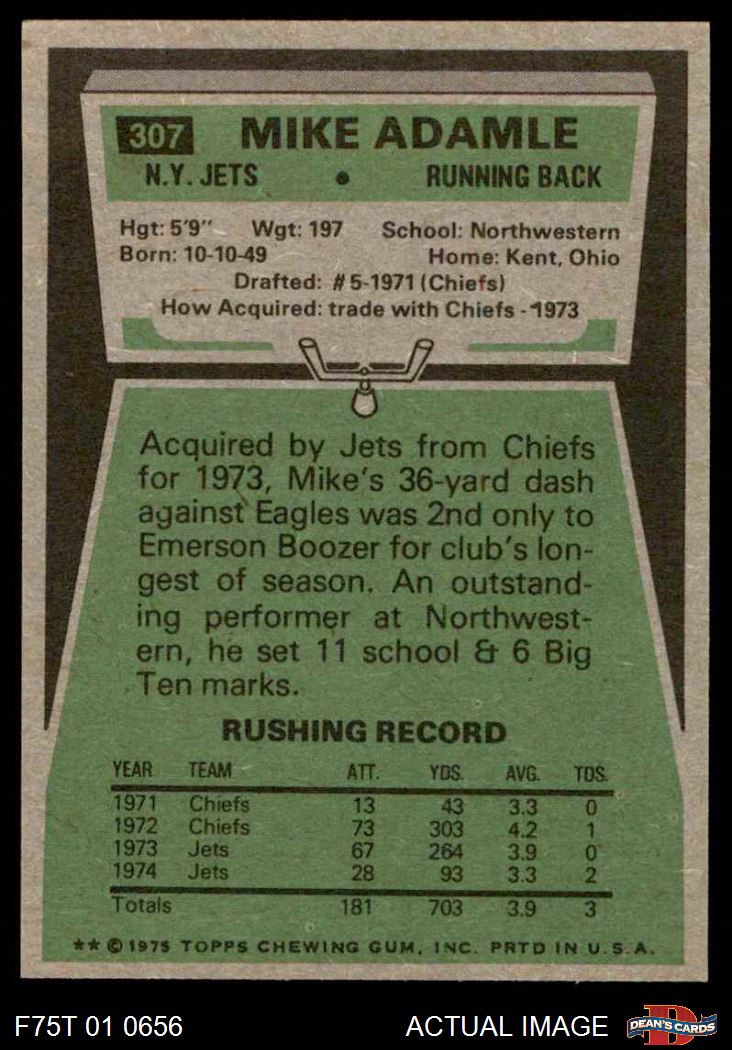 307 MIKE ADAMLE
N.Y. JETS • RUNNING BACK
Hgt: 5'9" Wgt: 197 School: Northwestern
Born: 10-10-49 Home: Kent, Ohio
Drafted: #5-1971 (Chiefs)
How Acquired: trade with Chiefs - 1973
Acquired by Jets from Chiefs
for 1973, Mike's 36-yard dash
against Eagles was 2nd only to
Emerson Boozer for club's lon-
gest of season. An outstand-
ing performer at Northwest-
ern, he set 11 school & 6 Big
Ten marks.
RUSHING RECORD
YEAR TEAM ATT. YDS. AVG. TDS.
1971 Chiefs 13 43 3.3 0
1972 Chiefs 73 303 4.2 1
1973 Jets 67 264 3.9 0
1974 Jets 28 93 3.3 2
Totals 181 703 3.9 3
** © 1975 TOPPS CHEWING GUM, INC. PRTD IN U.S.A.
F75T 01 0656 ACTUAL IMAGE D DEAN'S CARDS